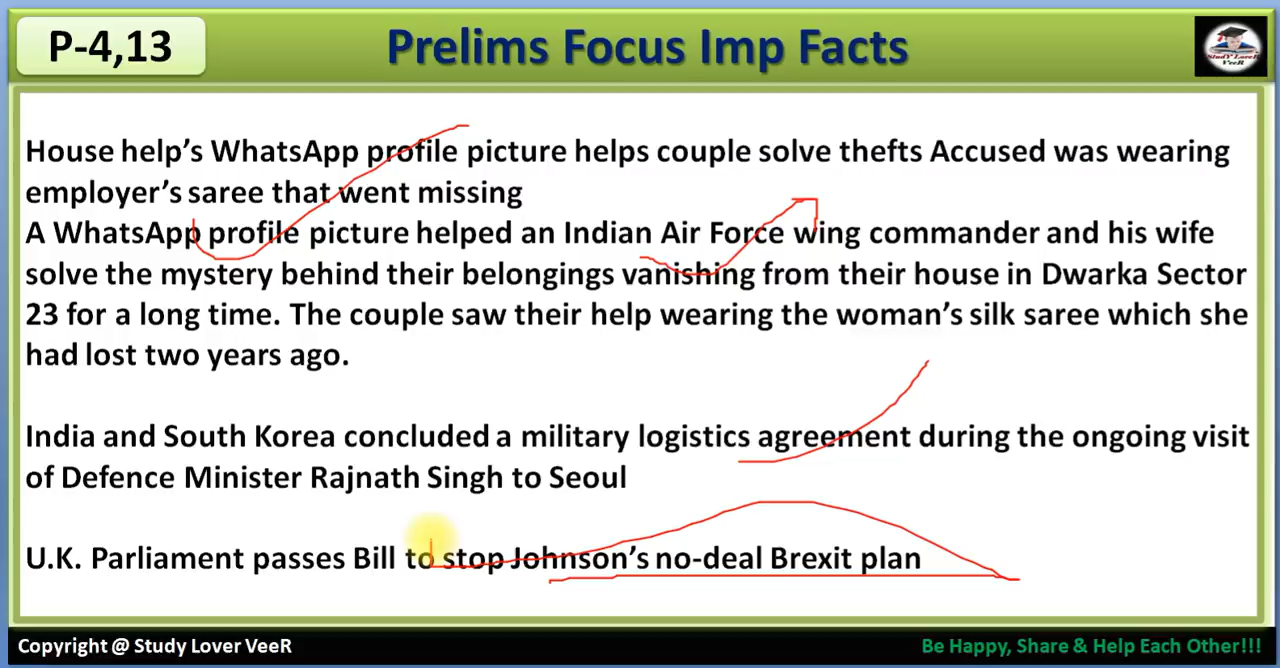 P-4,13
Prelims Focus Imp Facts
StudY LoveR
VeeR
House help's WhatsApp profile picture helps couple solve thefts Accused was wearing
employer's saree that went missing
A WhatsApp profile picture helped an Indian Air Force wing commander and his wife
solve the mystery behind their belongings vanishing from their house in Dwarka Sector
23 for a long time. The couple saw their help wearing the woman's silk saree which she
had lost two years ago.
India and South Korea concluded a military logistics agreement during the ongoing visit
of Defence Minister Rajnath Singh to Seoul
U.K. Parliament passes Bill to stop Johnson's no-deal Brexit plan
Copyright @ Study Lover VeeR
Be Happy, Share & Help Each Other!!!